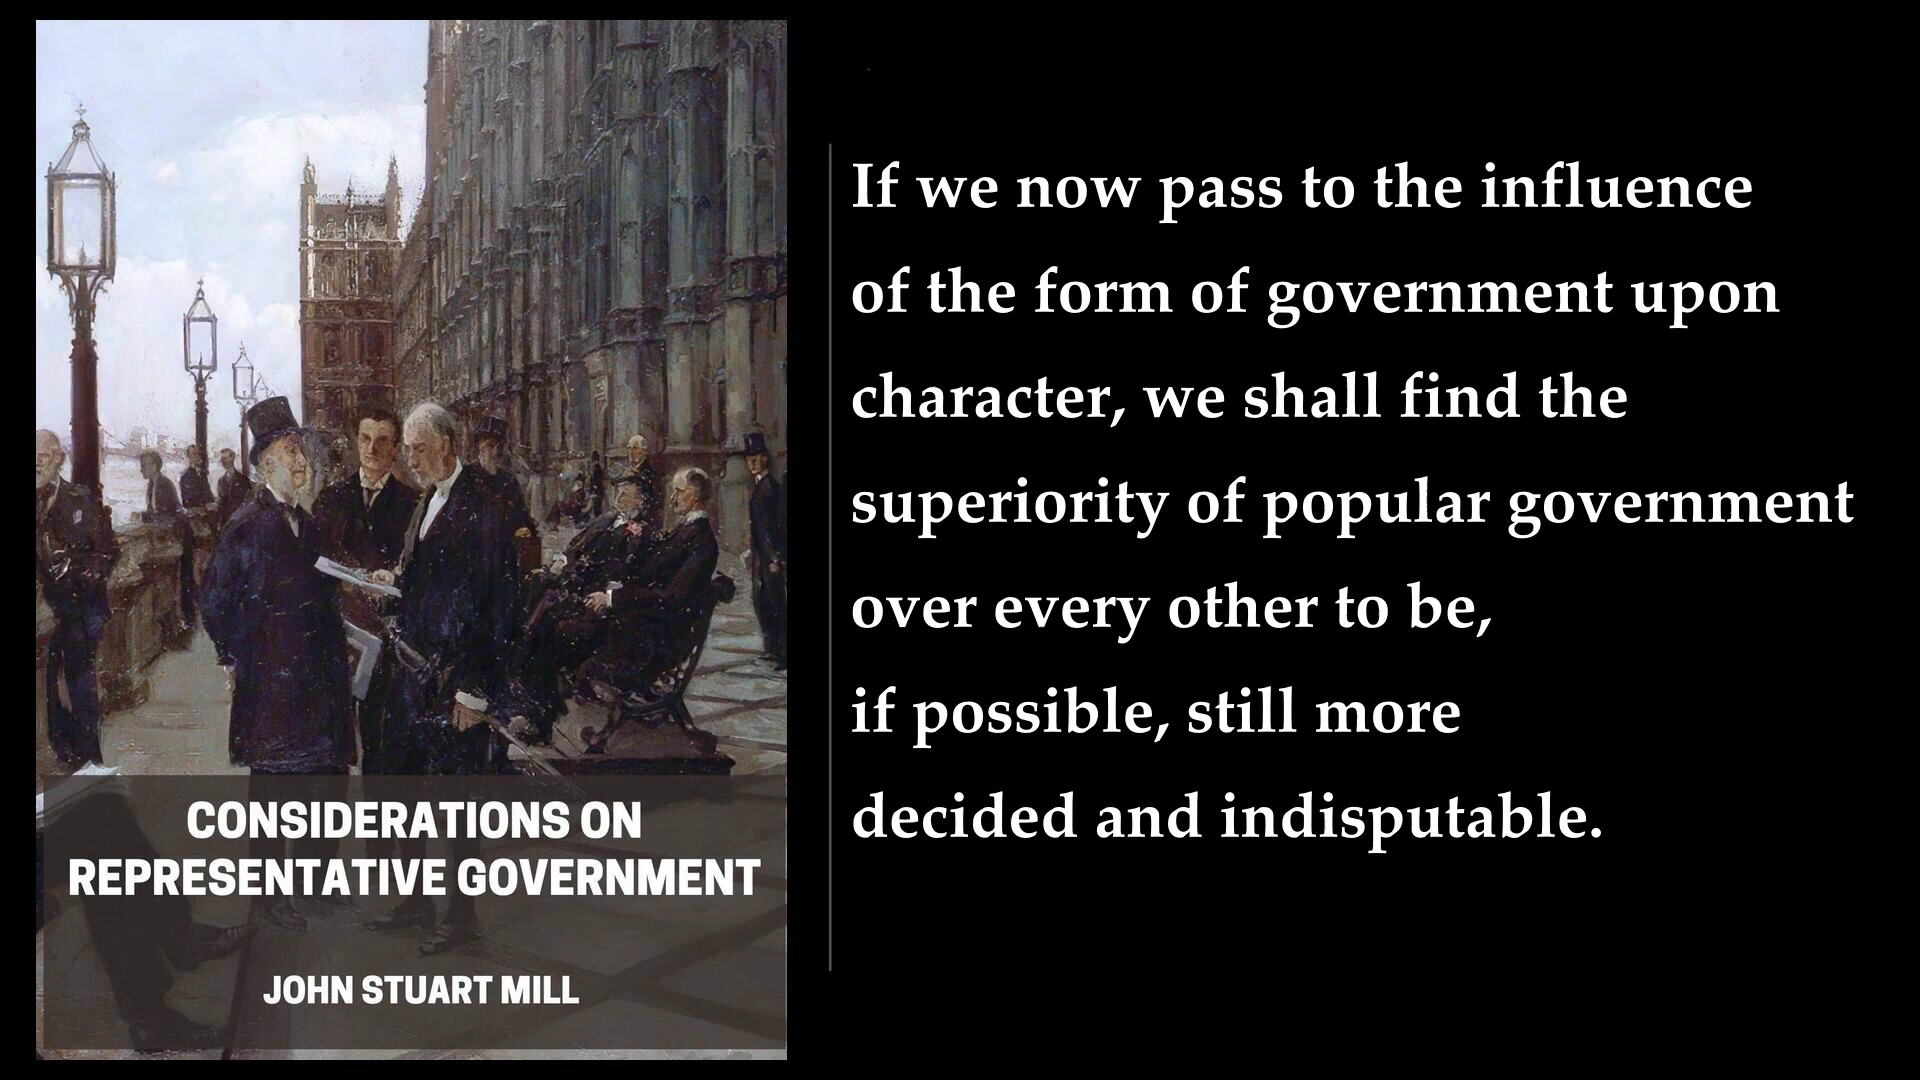 CONSIDERATIONS ON
REPRESENTATIVE GOVERNMENT
JOHN STUART MILL
If we now pass to the influence
of the form of government upon
character, we shall find the
superiority of popular government
over every other to be,
if possible, still more
decided and indisputable.